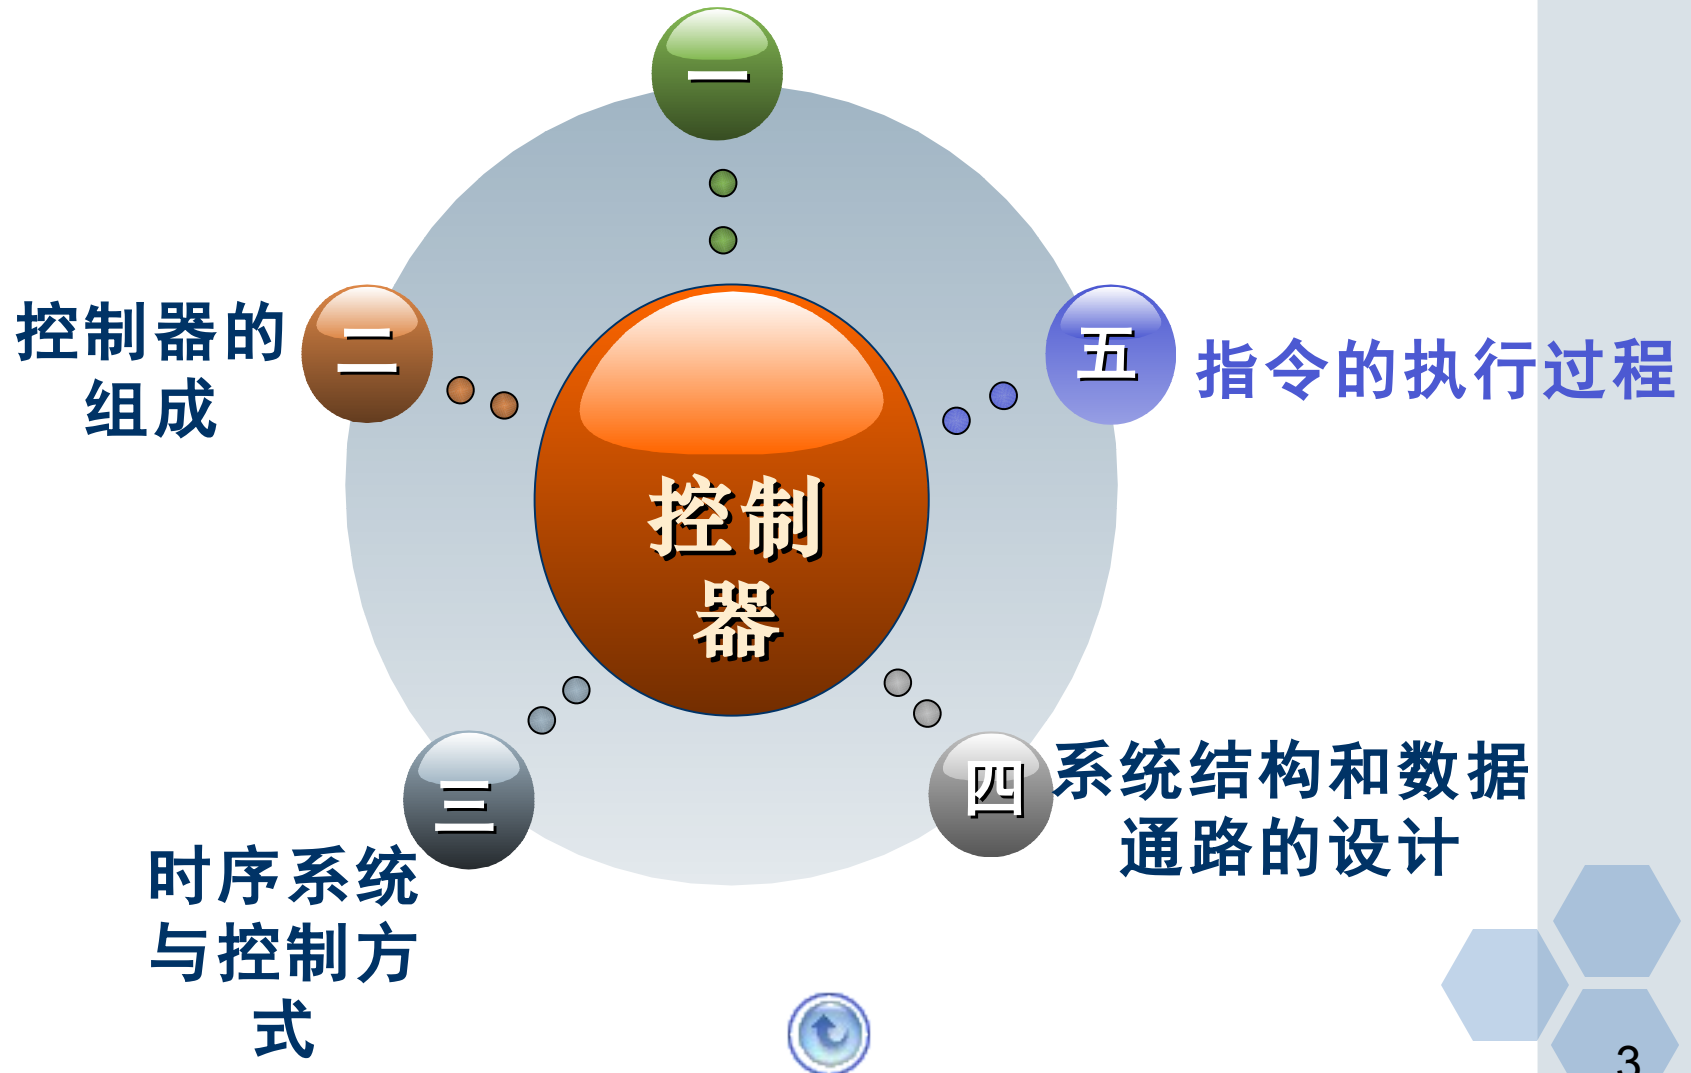 一
二
控制器的
组成
五
指令的执行过程
控制
器
三
时序系统
与控制方
式
四
系统结构和数据
通路的设计
3